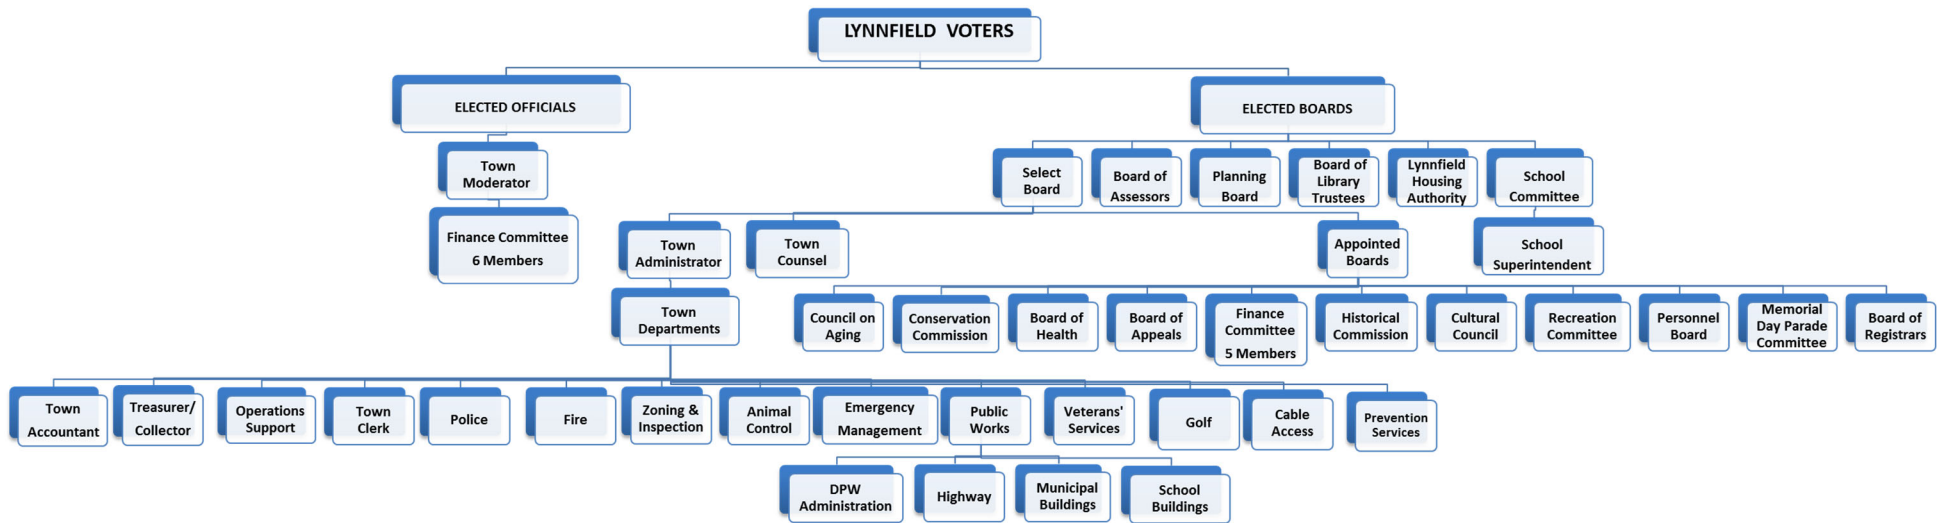 LYNNFIELD VOTERS
ELECTED OFFICIALS
ELECTED BOARDS
Town
Moderator
Select
Board
Board of
Assessors
Planning
Board
Board of
Library
Trustees
Lynnfield
Housing
Authority
School
Committee
Finance Committee
6 Members
Town
Administrator
Town
Counsel
Appointed
Boards
School
Superintendent
Town
Departments
Council on
Aging
Conservation
Commission
Board of
Health
Board of
Appeals
Finance
Committee
5 Members
Historical
Commission
Cultural
Council
Recreation
Committee
Personnel
Board
Memorial
Day Parade
Committee
Board of
Registrars
Town
Accountant
Treasurer/
Collector
Operations
Support
Town
Clerk
Police
Fire
Zoning &
Inspection
Animal
Control
Emergency
Management
Public
Works
Veterans'
Services
Golf
Cable
Access
Prevention
Services
DPW
Administration
Highway
Municipal
Buildings
School
Buildings